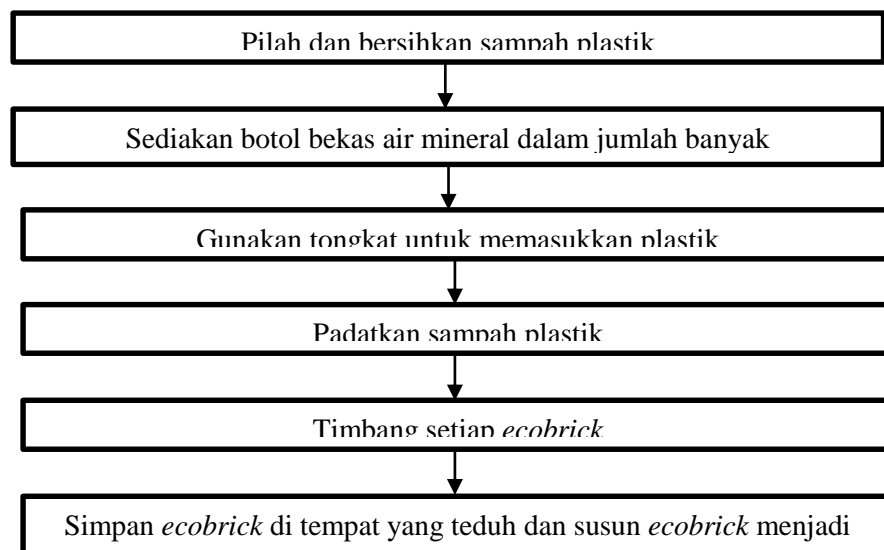 Pilah dan bersihkan sampah plastik
Sediakan botol bekas air mineral dalam jumlah banyak
Gunakan tongkat untuk memasukkan plastik
Padatkan sampah plastik
Timbang setiap ecobrick
Simpan ecobrick di tempat yang teduh dan susun ecobrick menjadi